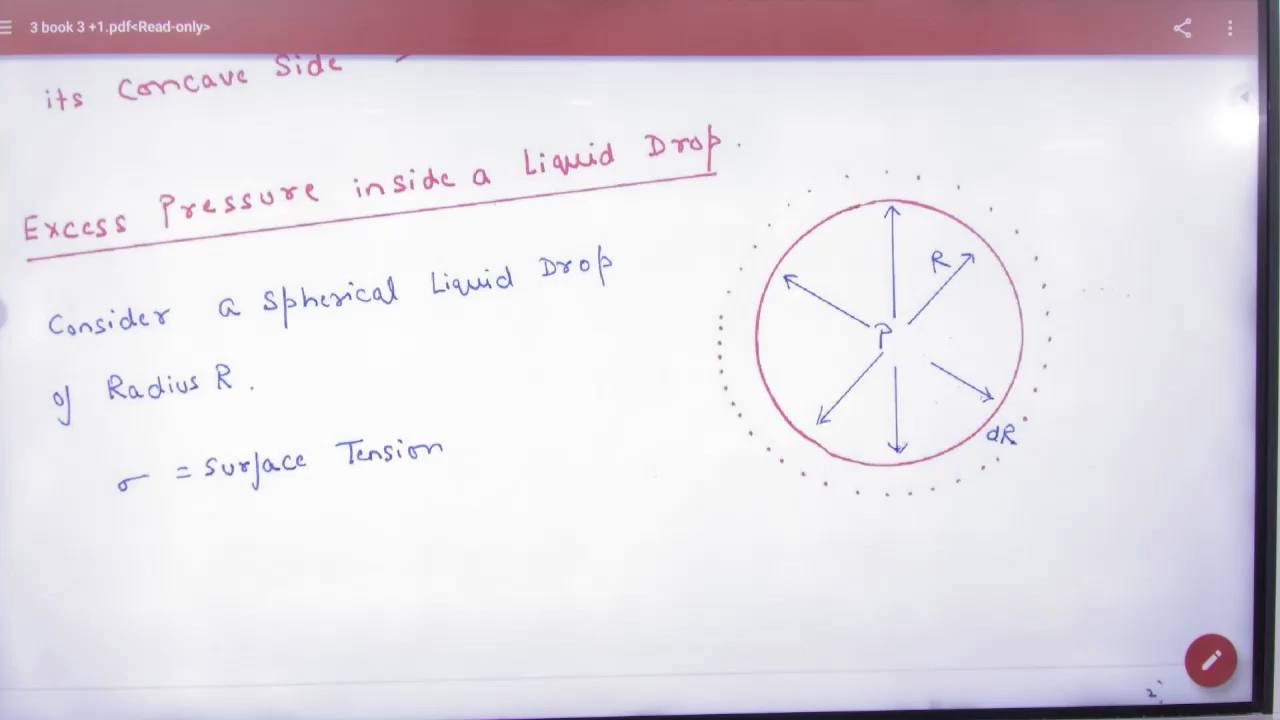 3 book 3 +1.pdf<Read-only>
its Concave Side
Excess Pressure inside a Liquid Drop.
Consider a Spherical Liquid Drop
of Radius R.
σ = Surface Tension
R
P
dR